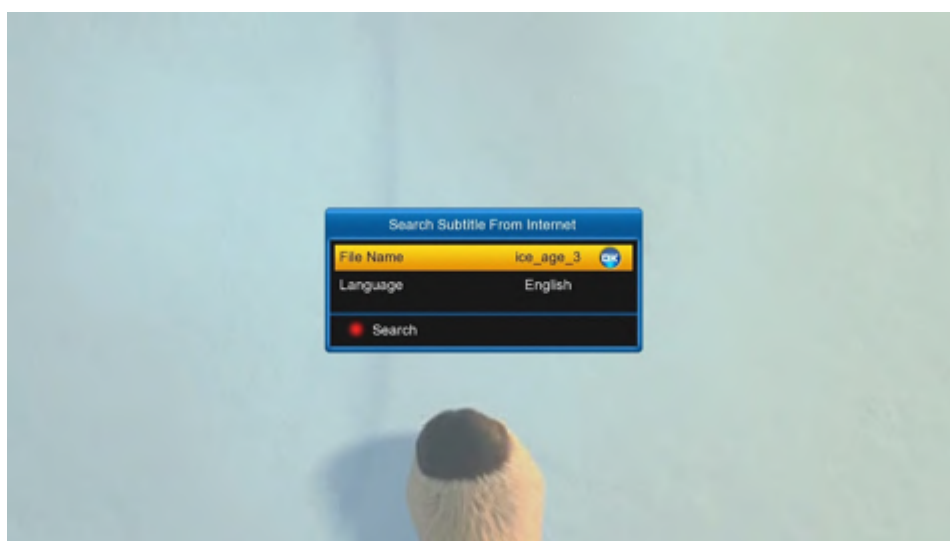 Search Subtitle From Internet
File Name ice_age_3 OK
Language English
Search